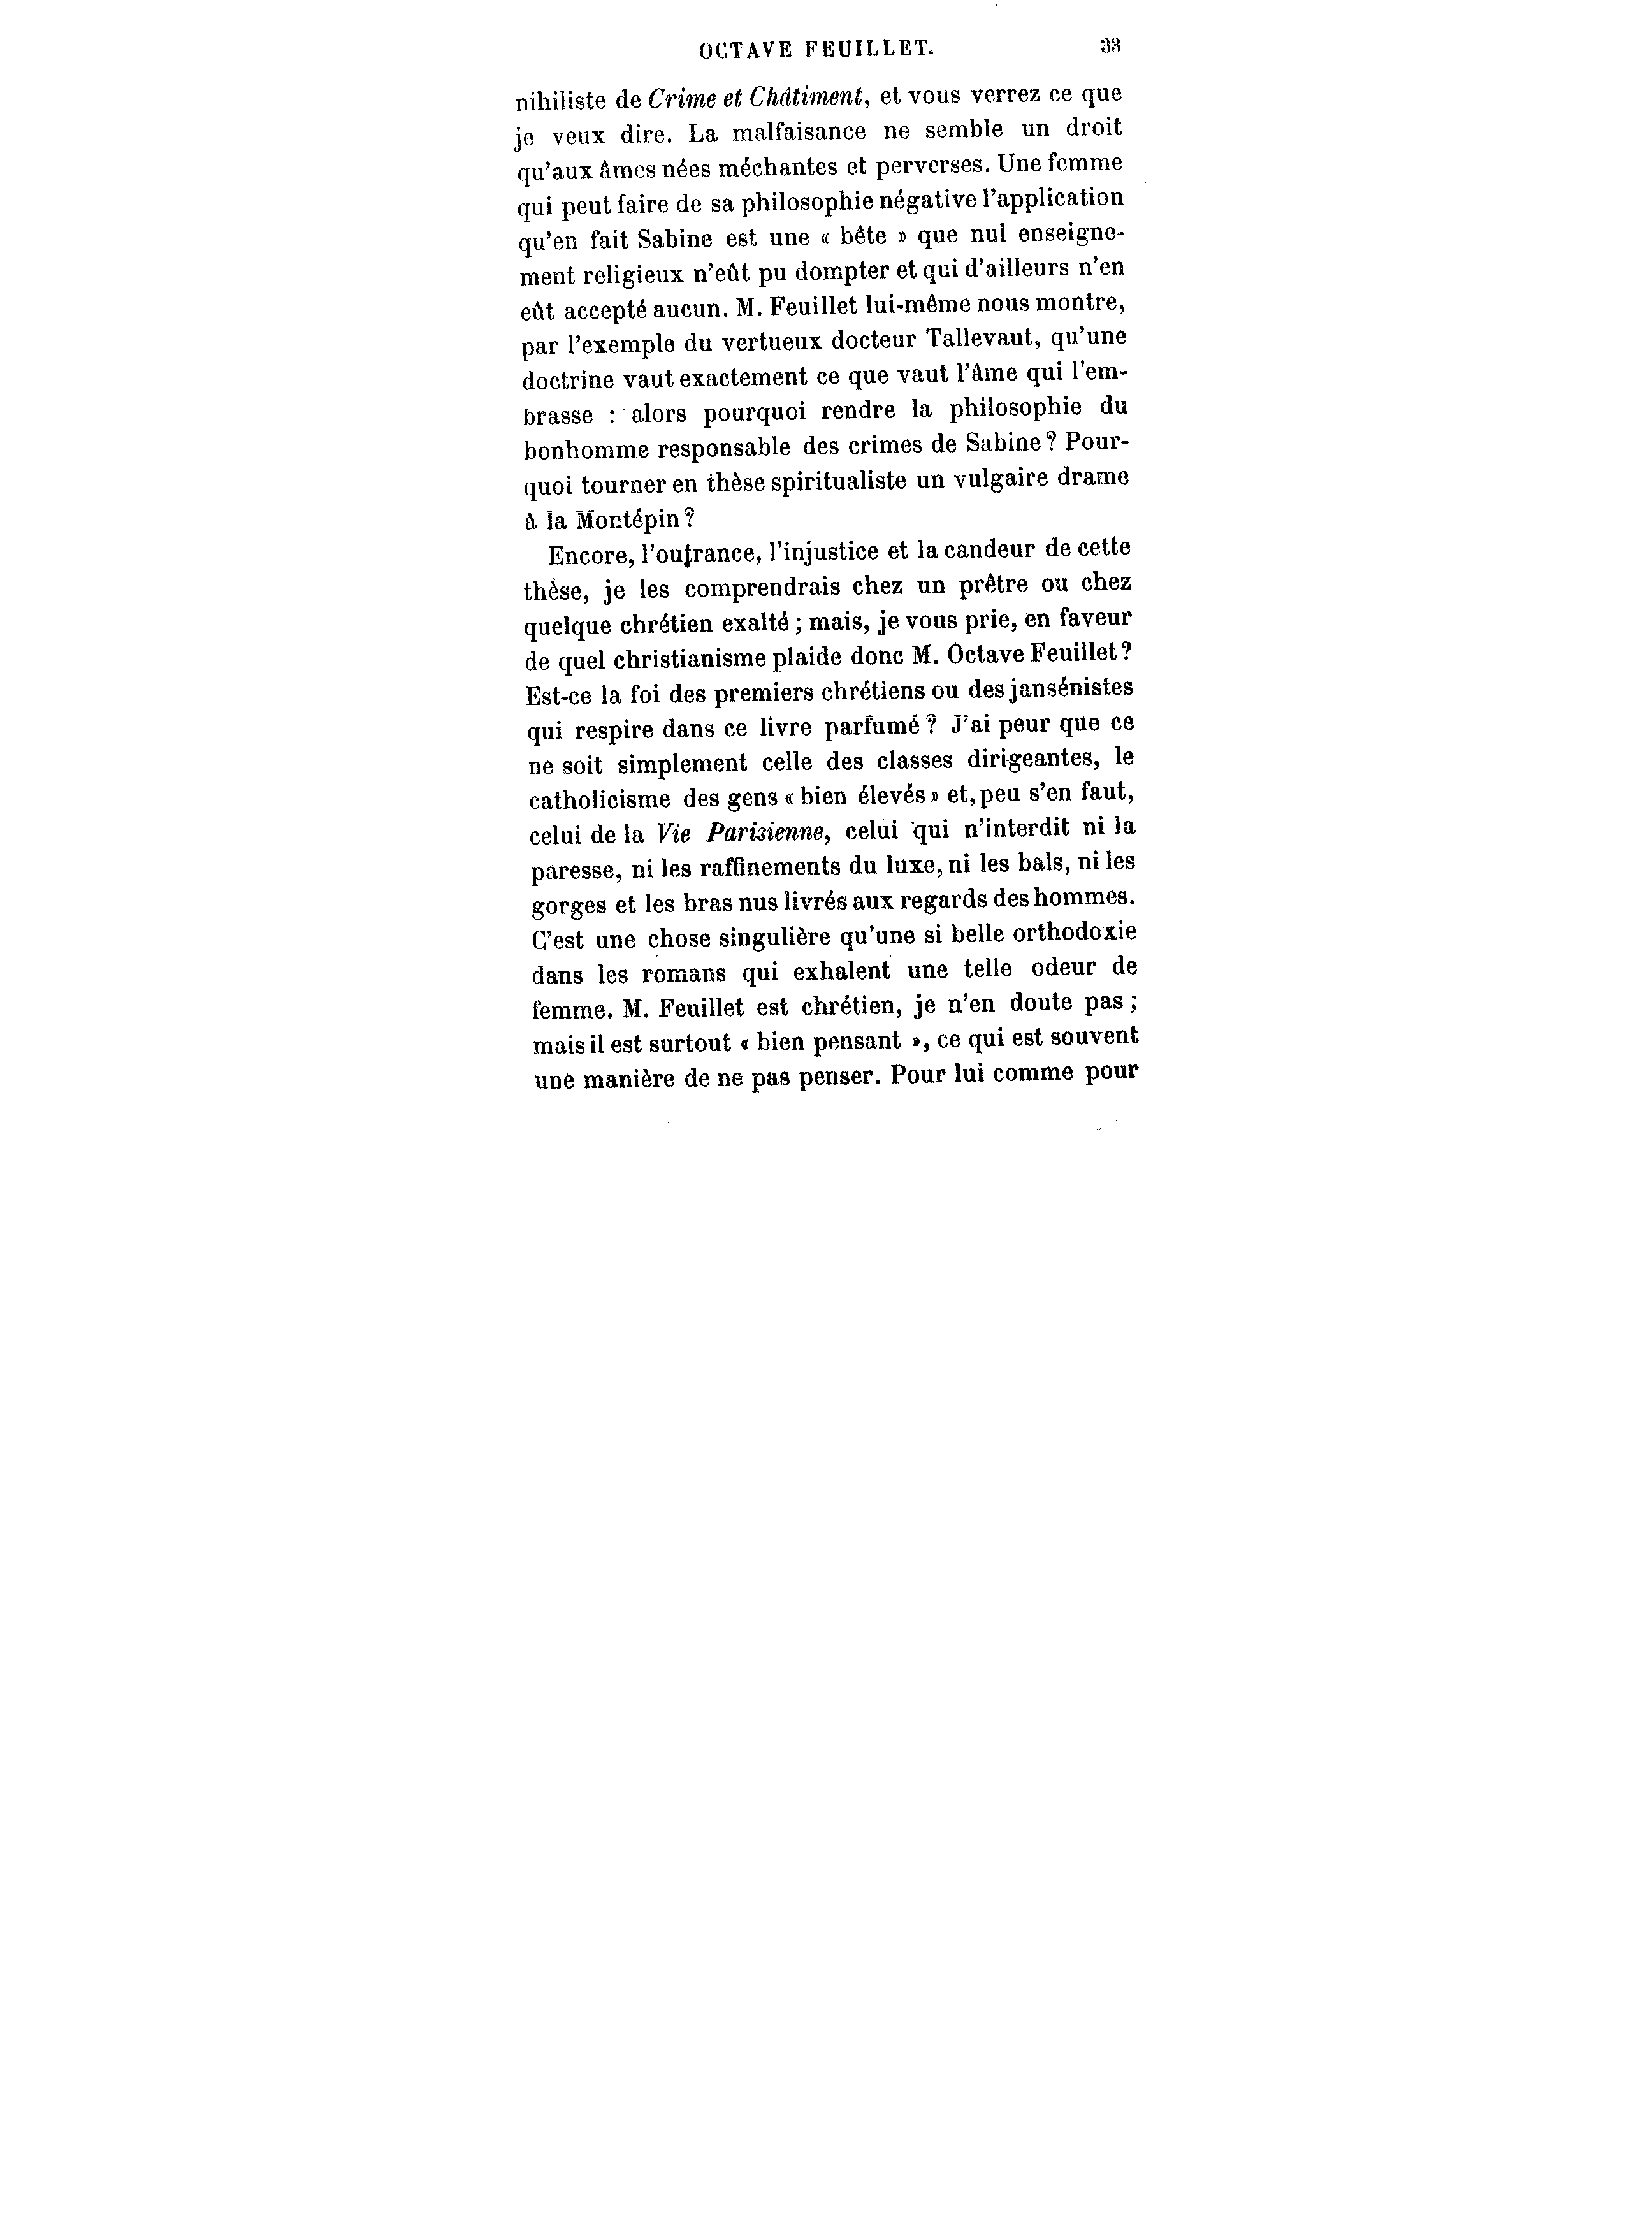 OCTAVE FEUILLET. 33
nihiliste de Crime et Châtiment, et vous verrez ce que
je veux dire. La malfaisance ne semble un droit
qu'aux âmes nées méchantes et perverses. Une femme
qui peut faire de sa philosophie négative l'application
qu'en fait Sabine est une « bête » que nul enseigne-
ment religieux n'eût pu dompter et qui d'ailleurs n'en
eût accepté aucun. M. Feuillet lui-même nous montre,
par l'exemple du vertueux docteur Tallevaut, qu'une
doctrine vaut exactement ce que vaut l'âme qui l'em-
brasse : alors pourquoi rendre la philosophie du
bonhomme responsable des crimes de Sabine ? Pour-
quoi tourner en thèse spiritualiste un vulgaire drame
à la Montépin ?
Encore, l'outrance, l'injustice et la candeur de cette
thèse, je les comprendrais chez un prêtre ou chez
quelque chrétien exalté ; mais, je vous prie, en faveur
de quel christianisme plaide donc M. Octave Feuillet ?
Est-ce la foi des premiers chrétiens ou des jansénistes
qui respire dans ce livre parfumé ? J'ai peur que ce
ne soit simplement celle des classes dirigeantes, le
catholicisme des gens « bien élevés » et, peu s'en faut,
celui de la Vie Parisienne, celui qui n'interdit ni la
paresse, ni les raffinements du luxe, ni les bals, ni les
gorges et les bras nus livrés aux regards des hommes.
C'est une chose singulière qu'une si belle orthodoxie
dans les romans qui exhalent une telle odeur de
femme. M. Feuillet est chrétien, je n'en doute pas ;
mais il est surtout « bien pensant », ce qui est souvent
une manière de ne pas penser. Pour lui comme pour